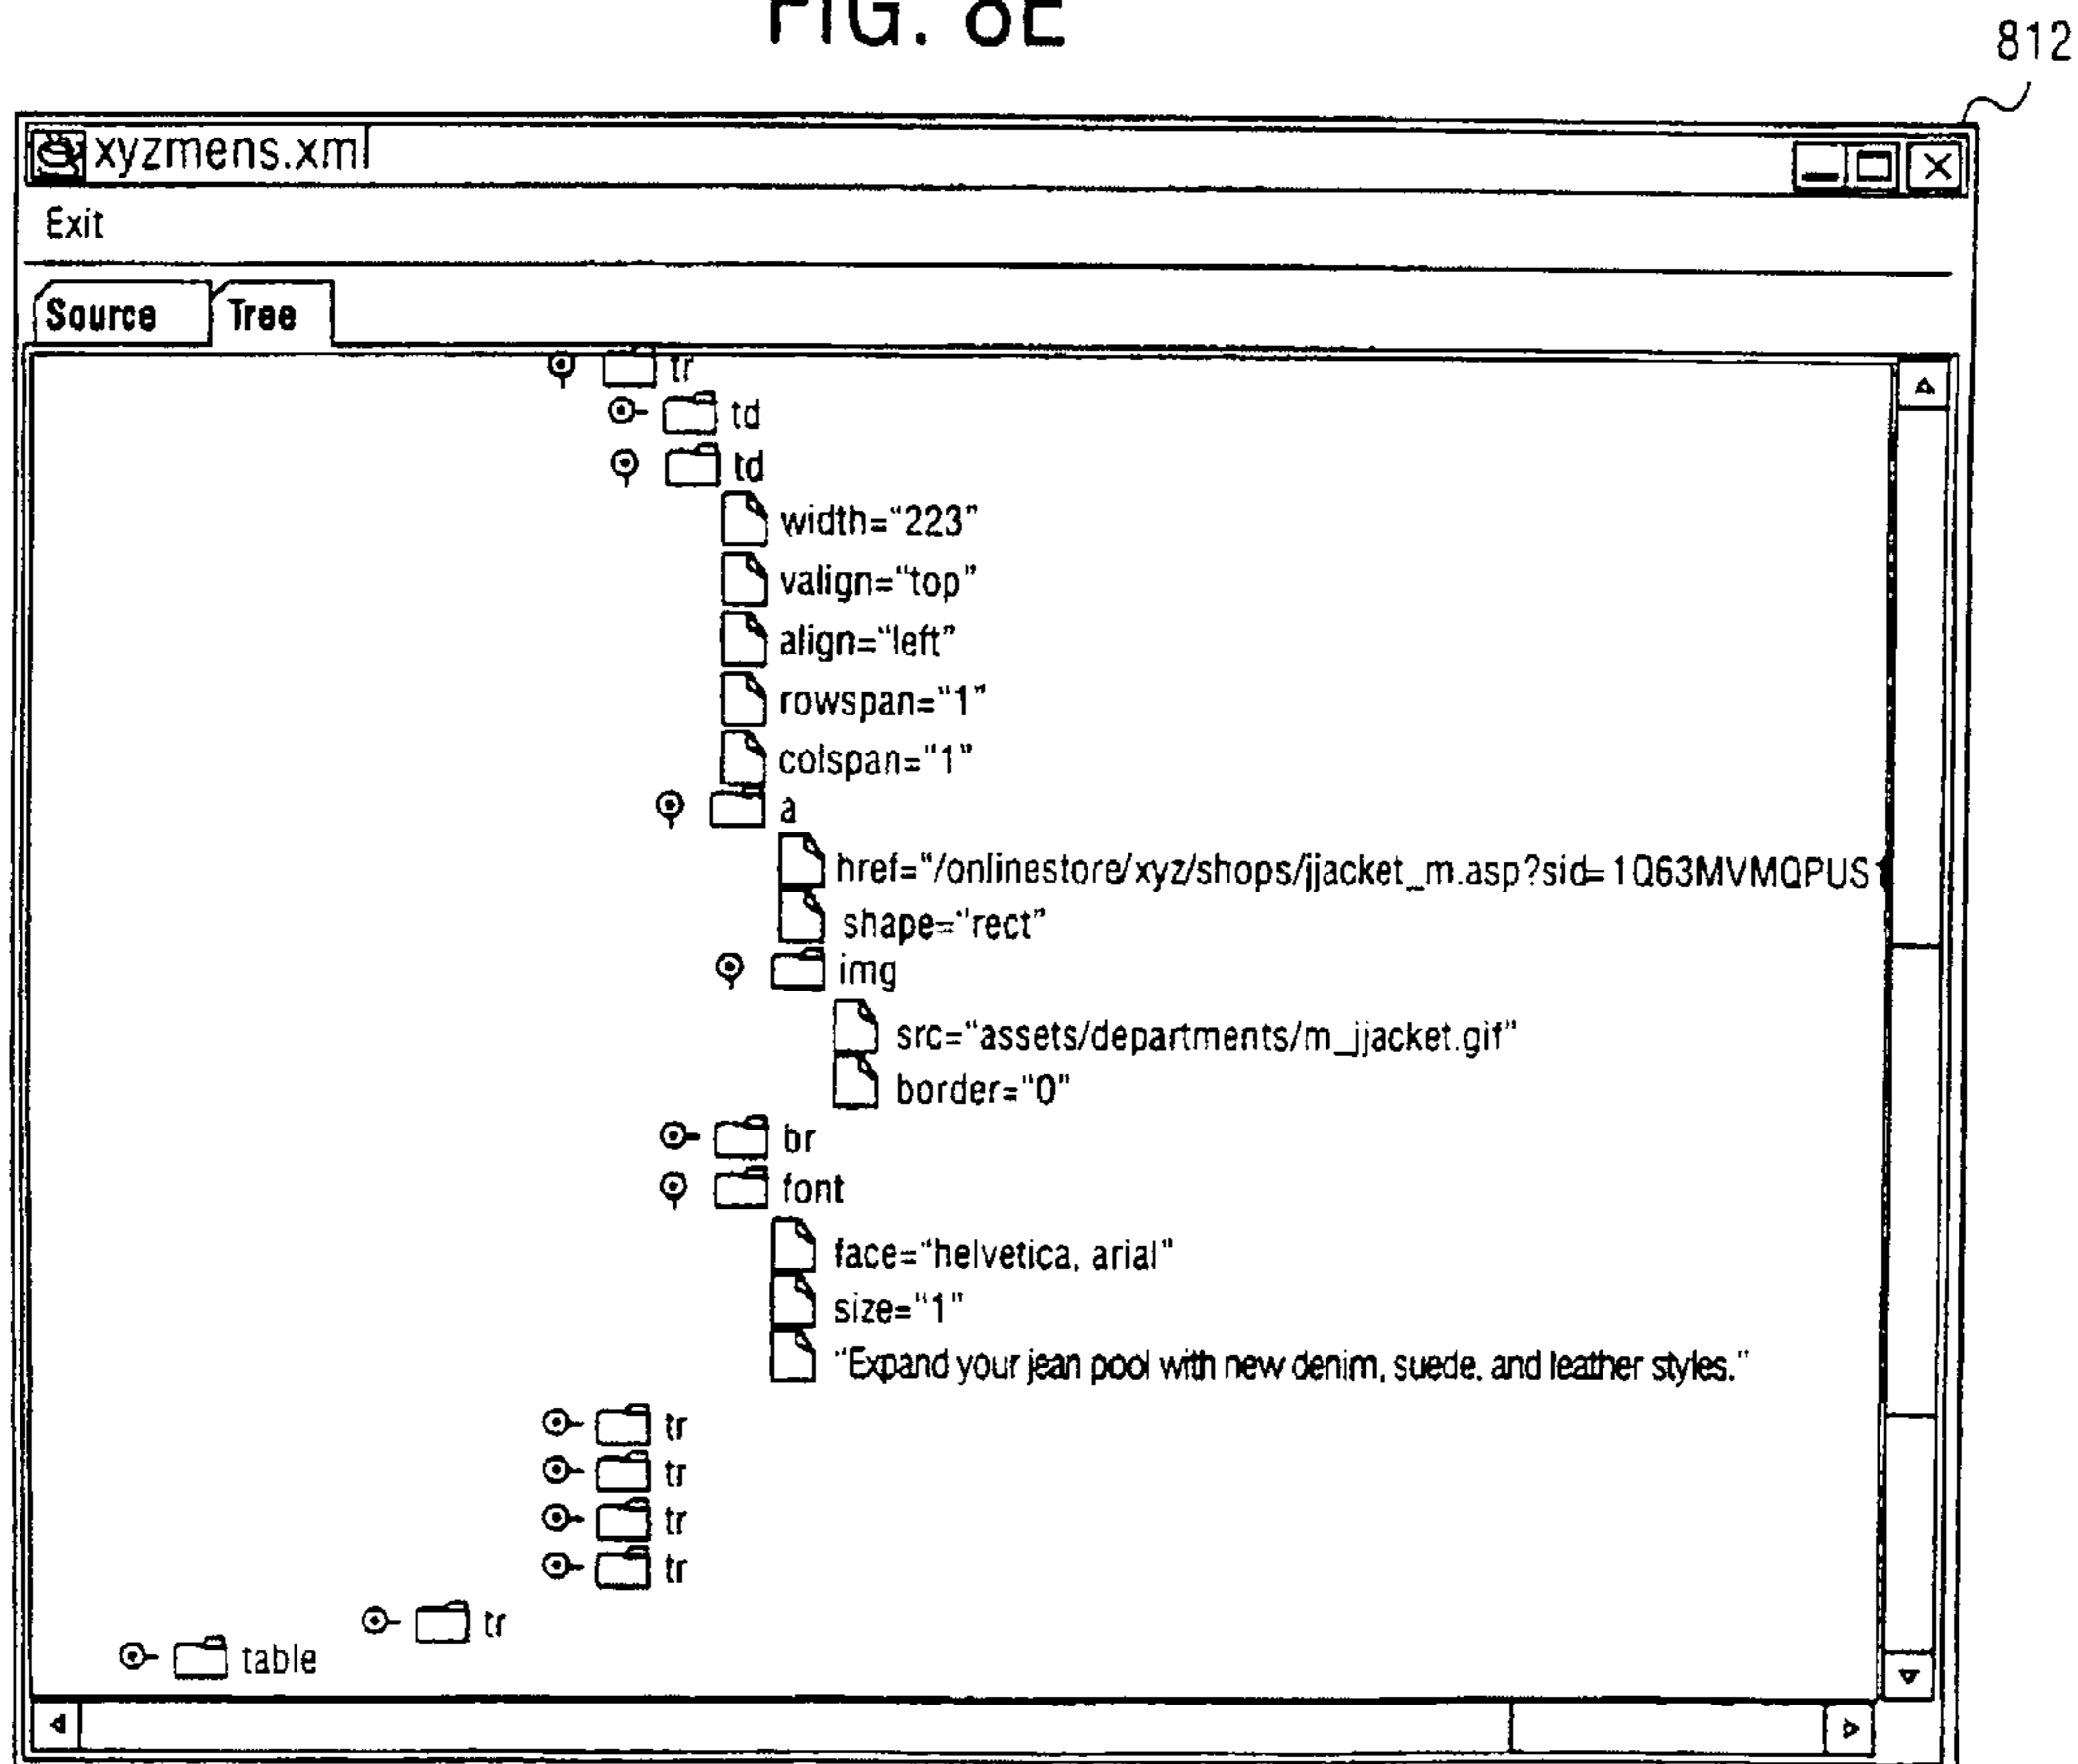 FIG. 8E
812
xyzmens.xml
Exit
Source Tree
tr
td
td
width="223"
valign="top"
align="left"
rowspan="1"
colspan="1"
a
href="/onlinestore/xyz/shops/jjacket_m.asp?sid=1Q63MVMQPUS
shape="rect"
img
src="assets/departments/m_jjacket.gif"
border="0"
br
font
face="helvetica, arial"
size="1"
"Expand your jean pool with new denim, suede, and leather styles."
tr
tr
tr
tr
tr
table